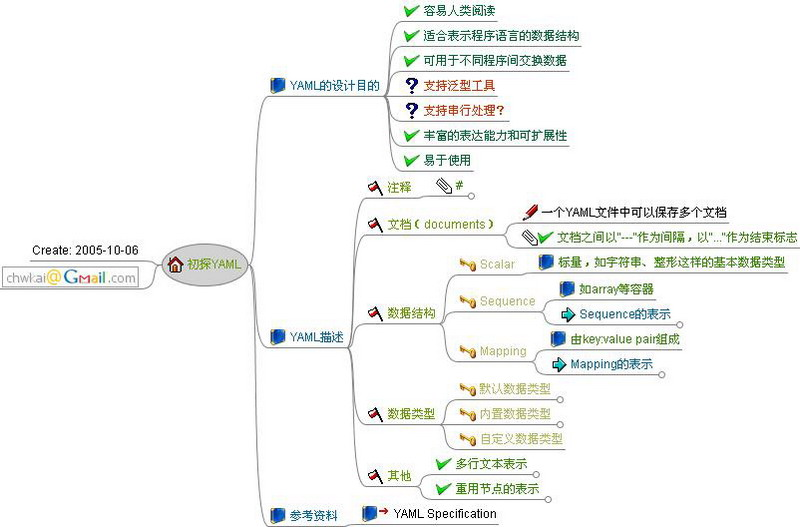 容易人类阅读
适合表示程序语言的数据结构
可用于不同程序间交换数据
YAML的设计目的
支持泛型工具
支持串行处理？
丰富的表达能力和可扩展性
易于使用
注释
#
文档（documents）
一个YAML文件中可以保存多个文档
文档之间以"---"作为间隔，以"..."作为结束标志
Create: 2005-10-06
初探YAML
chwkai@Gmail.com
YAML描述
数据结构
Scalar
标量，如字符串、整形这样的基本数据类型
Sequence
如array等容器
Sequence的表示
Mapping
由key:value pair组成
Mapping的表示
数据类型
默认数据类型
内置数据类型
自定义数据类型
其他
多行文本表示
重用节点的表示
参考资料
YAML Specification